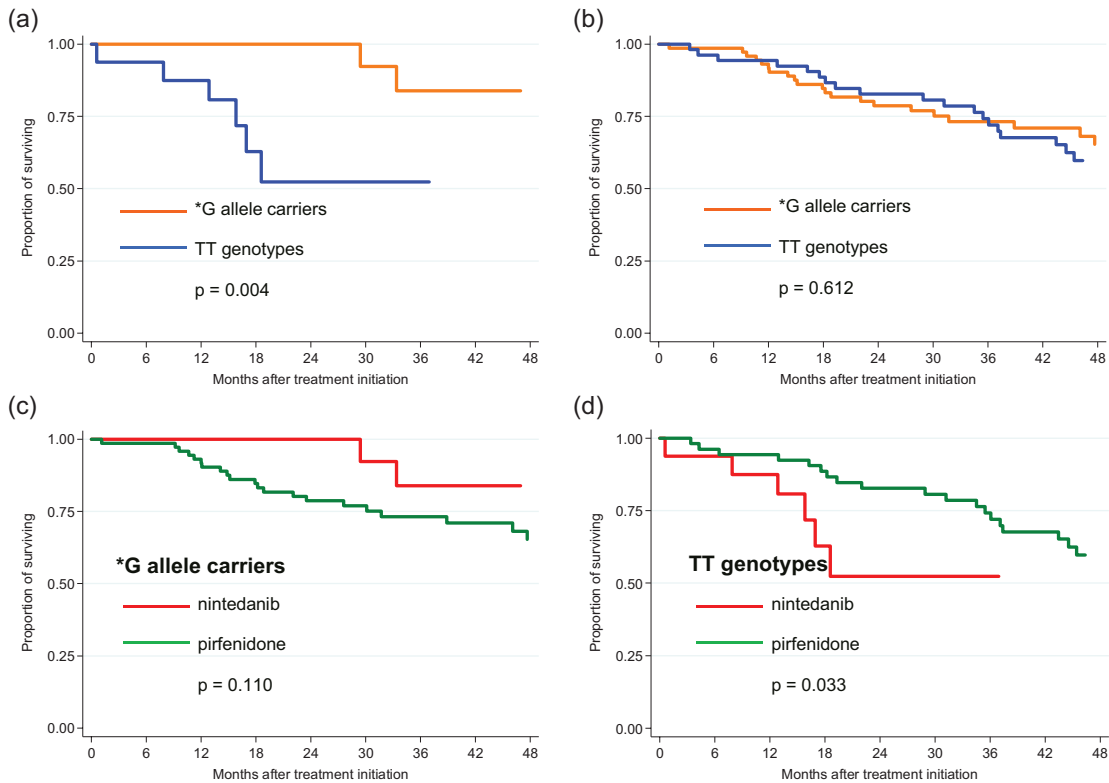 (a)
1.00
0.75
0.50
0.25
0.00
Proportion of surviving
*G allele carriers
TT genotypes
p = 0.004
0 6 12 18 24 30 36 42 48
Months after treatment initiation
(b)
1.00
0.75
0.50
0.25
0.00
Proportion of surviving
*G allele carriers
TT genotypes
p = 0.612
0 6 12 18 24 30 36 42 48
Months after treatment initiation
(c)
1.00
0.75
0.50
0.25
0.00
Proportion of surviving
*G allele carriers
nintedanib
pirfenidone
p = 0.110
0 6 12 18 24 30 36 42 48
Months after treatment initiation
(d)
1.00
0.75
0.50
0.25
0.00
Proportion of surviving
TT genotypes
nintedanib
pirfenidone
p = 0.033
0 6 12 18 24 30 36 42 48
Months after treatment initiation